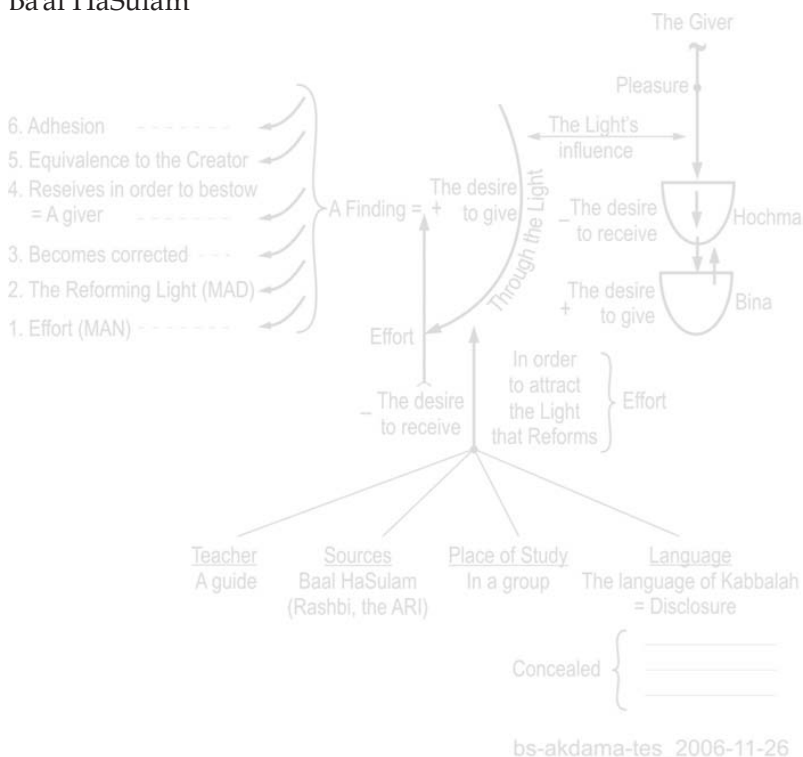 Ba'al HaSulam
The Giver
Pleasure
The Light's
influence
6. Adhesion
5. Equivalence to the Creator
4. Reseives in order to bestow
= A giver
3. Becomes corrected
2. The Reforming Light (MAD)
1. Effort (MAN)
A Finding = +
The desire
to give
Through the Light
– The desire
to receive
Hochma
The desire
+ to give
Bina
Effort
– The desire
to receive
In order
to attract
the Light
that Reforms
Effort
Teacher
A guide
Sources
Baal HaSulam
(Rashbi, the ARI)
Place of Study
In a group
Language
The language of Kabbalah
= Disclosure
Concealed
bs-akdama-tes 2006-11-26